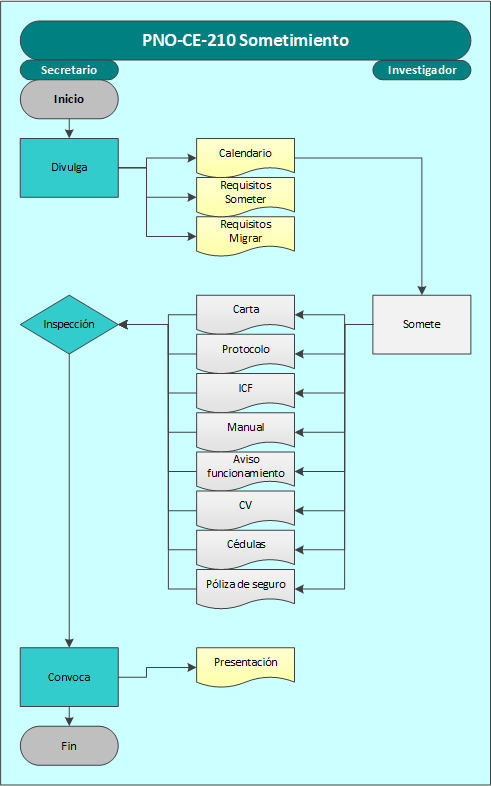 PNO-CE-210 Sometimiento
Secretario
Investigador
Inicio
Divulga
Calendario
Requisitos
Someter
Requisitos
Migrar
Inspección
Carta
Somete
Protocolo
ICF
Manual
Aviso
funcionamiento
CV
Cédulas
Póliza de seguro
Convoca
Presentación
Fin